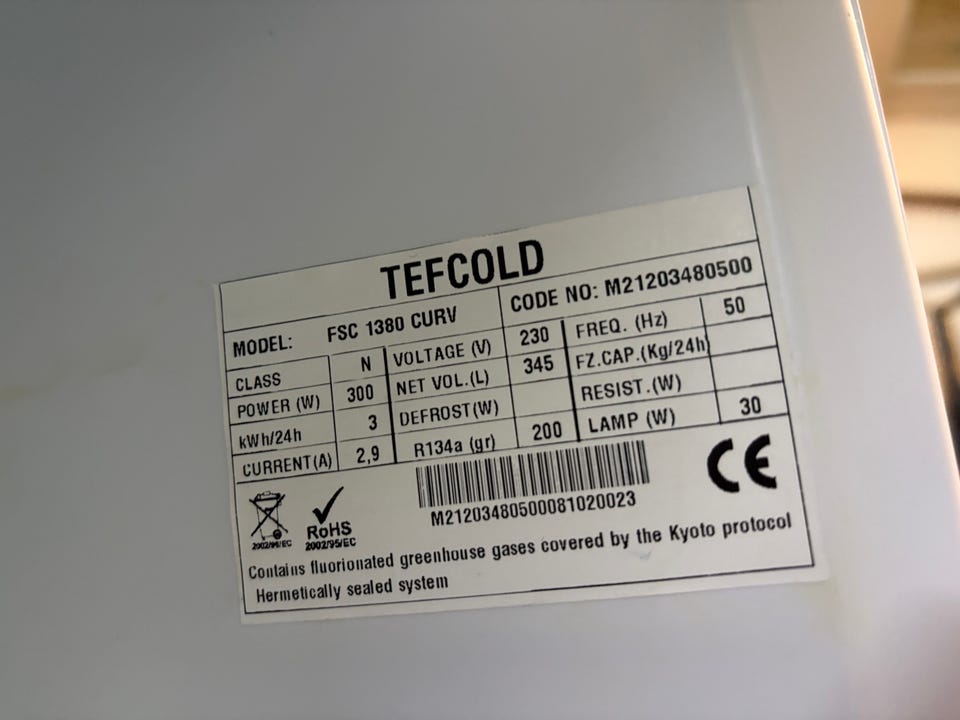 TEFCOLD
MODEL: FSC 1380 CURV CODE NO: M21203480500
CLASS N VOLTAGE (V) 230 FREQ. (Hz) 50
POWER (W) 300 NET VOL.(L) 345 FZ.CAP.(Kg/24h)
kWh/24h 3 DEFROST(W) RESIST.(W)
CURRENT(A) 2,9 R134a (gr) 200 LAMP (W) 30
CE
M21203480500081020023
RoHS
2002/96/EC 2002/95/EC
Contains fluorionated greenhouse gases covered by the Kyoto protocol
Hermetically sealed system